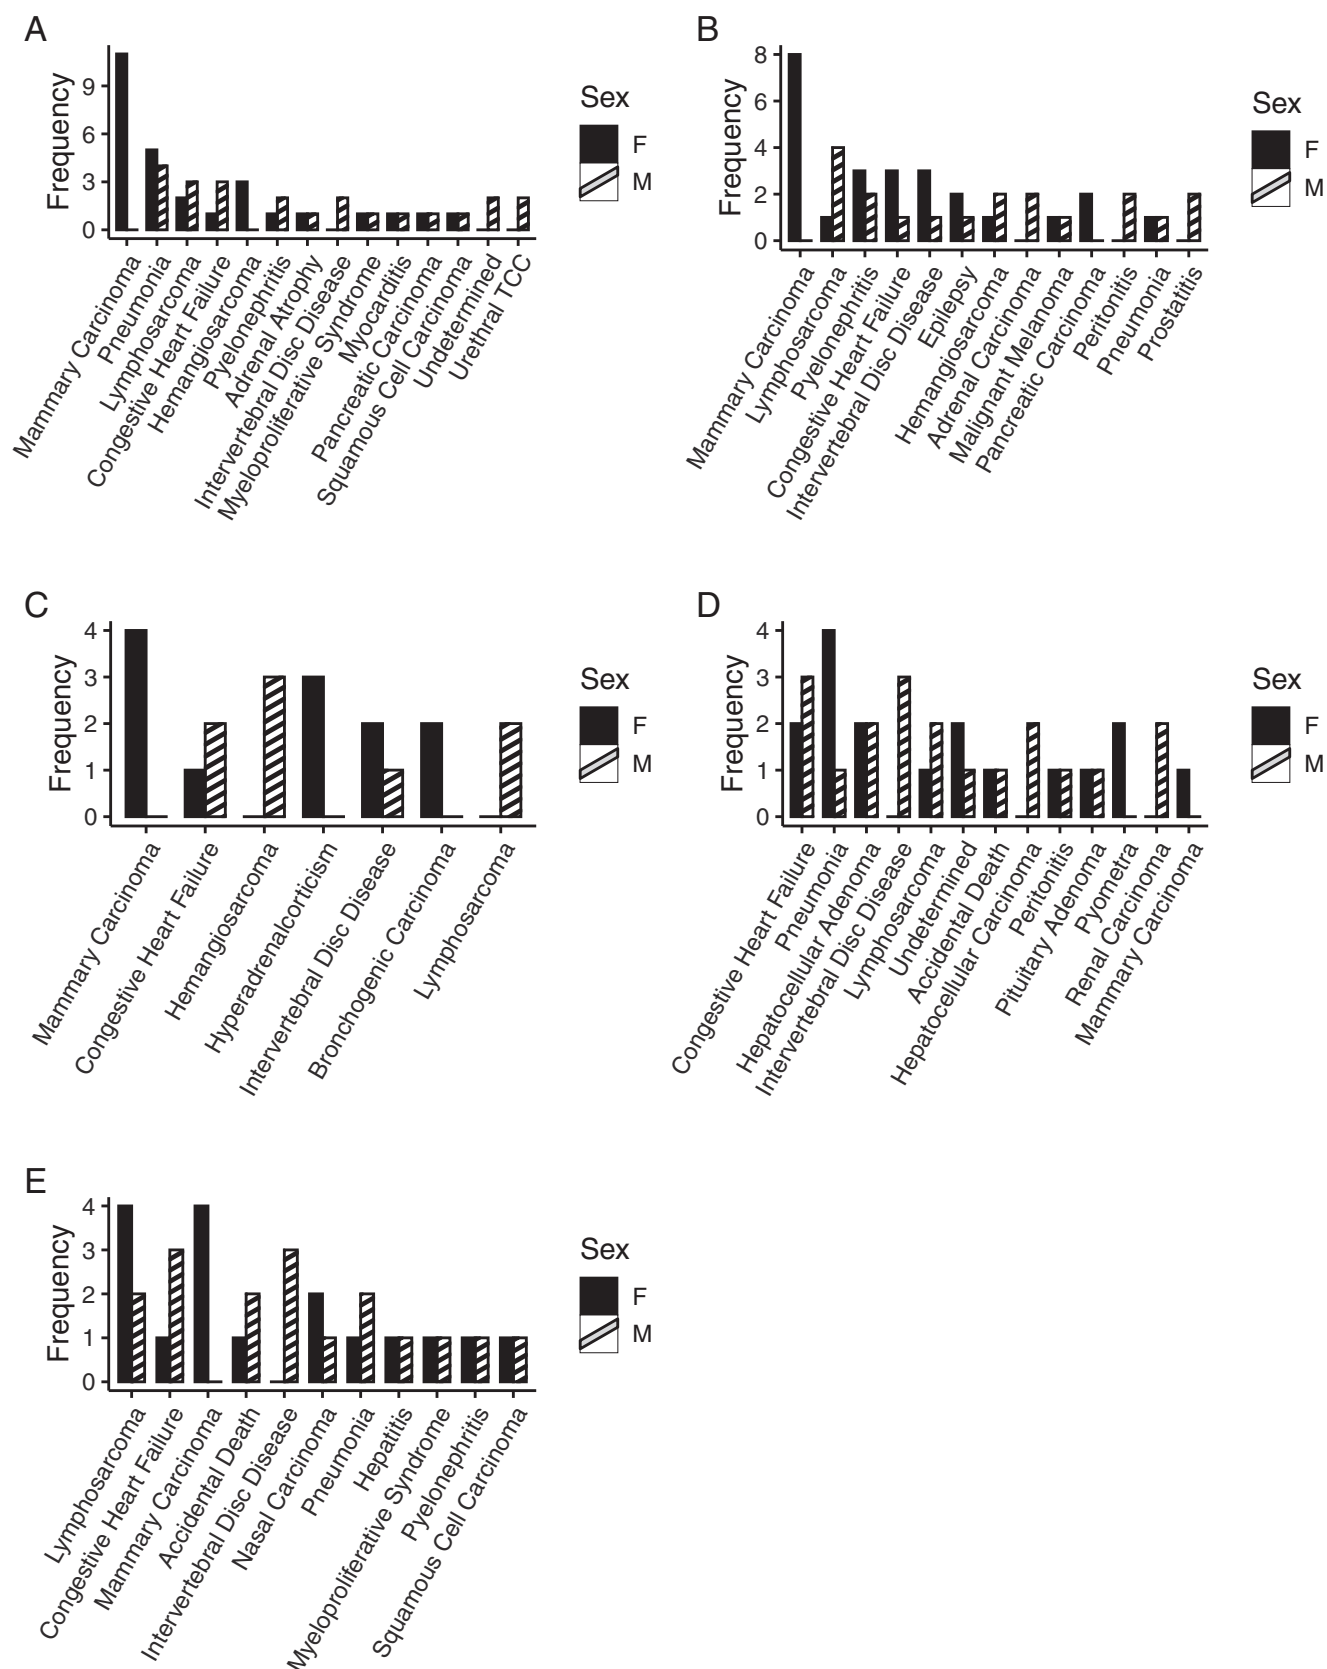 A
Frequency
9
6
3
0
Mammary Carcinoma
Pneumonia
Lymphosarcoma
Congestive Heart Failure
Hemangiosarcoma
Pyelonephritis
Adrenal Atrophy
Intervertebral Disc Disease
Myeloproliferative Syndrome
Myocarditis
Pancreatic Carcinoma
Squamous Cell Carcinoma
Undetermined
Urethral TCC
Sex
F
M
B
Frequency
8
6
4
2
0
Mammary Carcinoma
Lymphosarcoma
Pyelonephritis
Congestive Heart Failure
Intervertebral Disc Disease
Epilepsy
Hemangiosarcoma
Adrenal Carcinoma
Malignant Melanoma
Pancreatic Carcinoma
Peritonitis
Pneumonia
Prostatitis
Sex
F
M
C
Frequency
4
3
2
1
0
Mammary Carcinoma
Congestive Heart Failure
Hemangiosarcoma
Hyperadrenalcorticism
Intervertebral Disc Disease
Bronchogenic Carcinoma
Lymphosarcoma
Sex
F
M
D
Frequency
4
3
2
1
0
Congestive Heart Failure
Pneumonia
Hepatocellular Adenoma
Intervertebral Disc Disease
Lymphosarcoma
Undetermined
Accidental Death
Hepatocellular Carcinoma
Peritonitis
Pituitary Adenoma
Pyometra
Renal Carcinoma
Mammary Carcinoma
Sex
F
M
E
Frequency
4
3
2
1
0
Lymphosarcoma
Congestive Heart Failure
Mammary Carcinoma
Accidental Death
Intervertebral Disc Disease
Nasal Carcinoma
Pneumonia
Hepatitis
Myeloproliferative Syndrome
Pyelonephritis
Squamous Cell Carcinoma
Sex
F
M